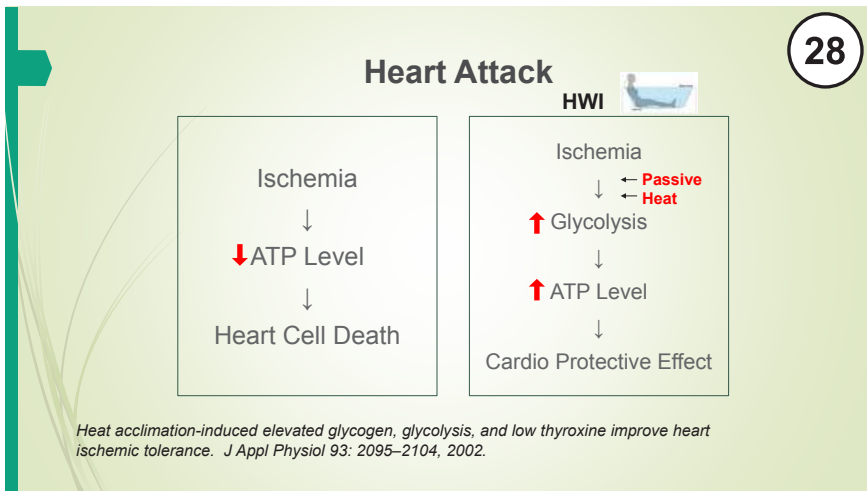 28
Heart Attack
HWI
Ischemia
↓
ATP Level
↓
Heart Cell Death
Ischemia
↓ ← Passive
← Heat
Glycolysis
↓
ATP Level
↓
Cardio Protective Effect
Heat acclimation-induced elevated glycogen, glycolysis, and low thyroxine improve heart
ischemic tolerance. J Appl Physiol 93: 2095–2104, 2002.